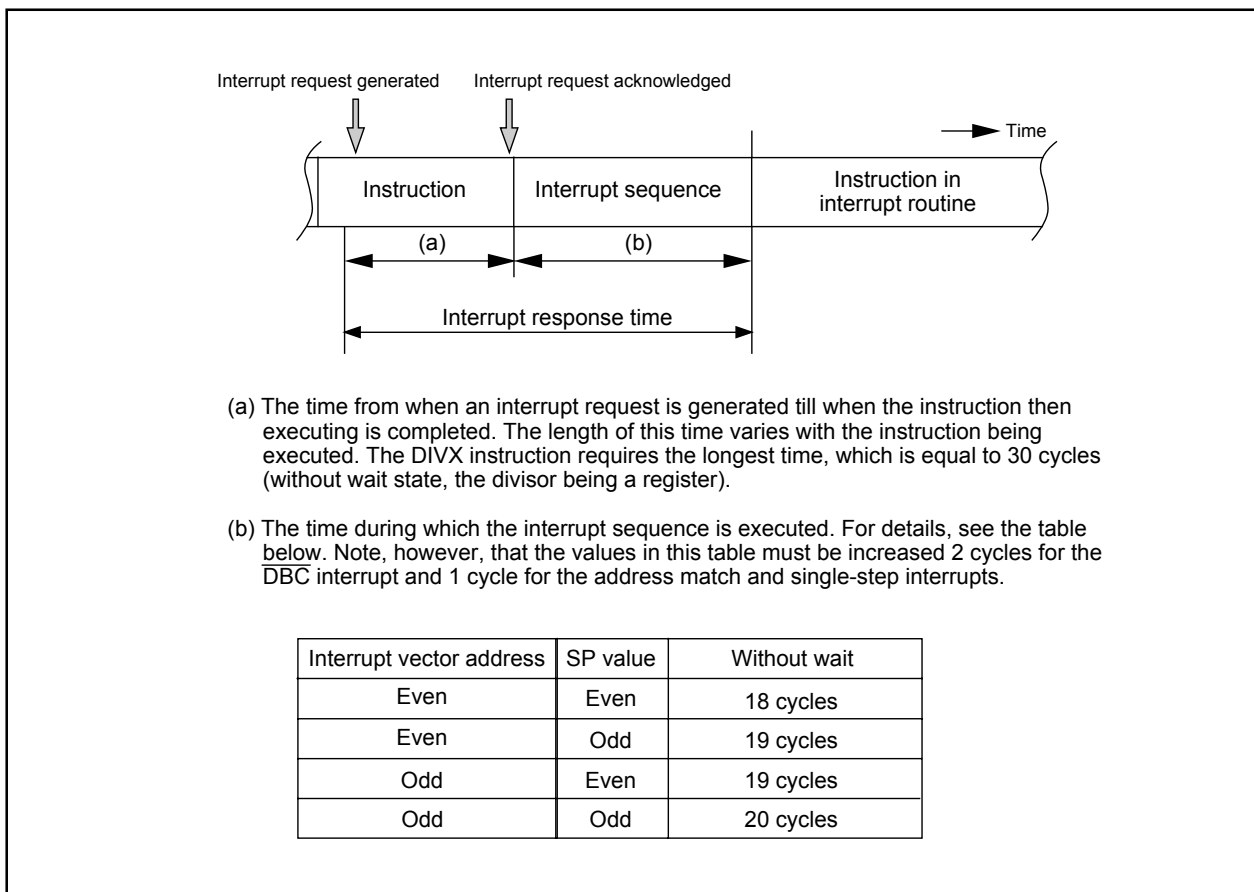 Interrupt request generated
Interrupt request acknowledged
Time
Instruction
Interrupt sequence
Instruction in
interrupt routine
(a)
(b)
Interrupt response time
(a) The time from when an interrupt request is generated till when the instruction then
executing is completed. The length of this time varies with the instruction being
executed. The DIVX instruction requires the longest time, which is equal to 30 cycles
(without wait state, the divisor being a register).
(b) The time during which the interrupt sequence is executed. For details, see the table
below. Note, however, that the values in this table must be increased 2 cycles for the
DBC interrupt and 1 cycle for the address match and single-step interrupts.
Interrupt vector address SP value Without wait
Even Even 18 cycles
Even Odd 19 cycles
Odd Even 19 cycles
Odd Odd 20 cycles